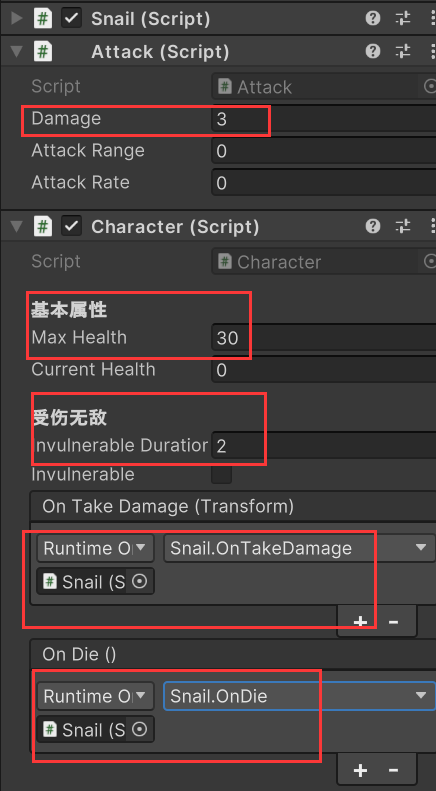 Snail (Script)
Attack (Script)
Script Attack
Damage 3
Attack Range 0
Attack Rate 0
Character (Script)
Script Character
基本属性
Max Health 30
Current Health 0
受伤无敌
Invulnerable Duration 2
Invulnerable
On Take Damage (Transform)
Runtime O Snail.OnTakeDamage
Snail (S
+ -
On Die ()
Runtime O Snail.OnDie
Snail (S
+ -